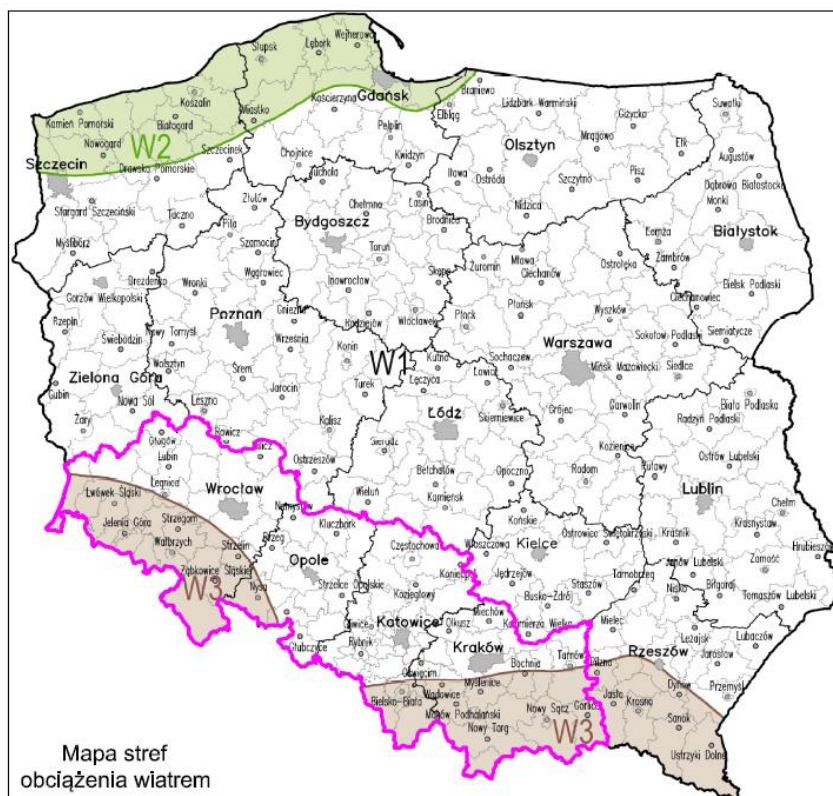 Słupsk
Lębork
Wejherowo
Koszalin
Kamień Pomorski
Białogard
Miastko
Kościerzyna
Gdańsk
Nowogard
W2
Szczecinek
Szczecin
Drawsko Pomorskie
Braniewo
Elbląg
Lidzbark Warmiński
Giżycko
Suwałki
Mrągowo
Ełk
Augustów
Pelplin
Chojnice
Kwidzyn
Olsztyn
Iława
Ostróda
Szczytno
Pisz
Nidzica
Dąbrowa Białostocka
Monki
Białystok
Łomża
Zambrów
Tuchola
Złotów
Chełmno
Łasin
Brodnica
Stargard Szczeciński
Tuczno
Piła
Bydgoszcz
Myślibórz
Szamocin
Toruń
Żuromin
Mława
Ciechanów
Ostrołęka
Bielsk Podlaski
Ciechanowiec
Siemiatycze
Drezdenko
Gorzów Wielkopolski
Wronki
Wągrowiec
Inowrocław
Skępe
Płońsk
Wyszków
Rzepin
Poznań
Gniezno
Radziejów
Włocławek
Płock
Sokołów Podlaski
Świebodzin
Nowy Tomyśl
Września
Konin
W1
Kutno
Sochaczew
Warszawa
Mińsk Mazowiecki
Siedlce
Wolsztyn
Śrem
Zielona Góra
Gubin
Nowa Sól
Leszno
Jarocin
Turek
Łęczyca
Łowicz
Łódź
Skierniewice
Grójec
Garwolin
Biała Podlaska
Radzyń Podlaski
Żary
Rawicz
Kalisz
Sieradz
Kozienice
Głogów
Lubin
Ostrzeszów
Bełchatów
Opoczno
Radom
Puławy
Ostrów Lubelski
Legnica
Wrocław
Wieluń
Kamieńsk
Lublin
Chełm
Lwówek Śląski
Namysłów
Końskie
Krasnystaw
Jelenia Góra
Strzegom
Kluczbork
Częstochowa
Włoszczowa
Kielce
Ostrowiec Świętokrzyski
Kraśnik
Hrubieszów
Wałbrzych
Strzelin
Brzeg
Opole
Koniecpol
Jędrzejów
Staszów
Tarnobrzeg
Janów Lubelski
Zamość
Ząbkowice Śląskie
W3
Nysa
Strzelce Opolskie
Koziegłowy
Busko-Zdrój
Nisko
Biłgoraj
Tomaszów Lubelski
Miechów
Kazimierza Wielka
Mielec
Głubczyce
Rybnik
Katowice
Olkusz
Kraków
Leżajsk
Lubaczów
Rzeszów
Jarosław
Oświęcim
Bochnia
Tarnów
Pilzno
Przemyśl
Dynów
Bielsko-Biała
Wadowice
Myślenice
Maków Podhalański
Nowy Sącz
Gorlice
Jasło
Krosno
Sanok
Nowy Targ
W3
Ustrzyki Dolne
Mapa stref
obciążenia wiatrem